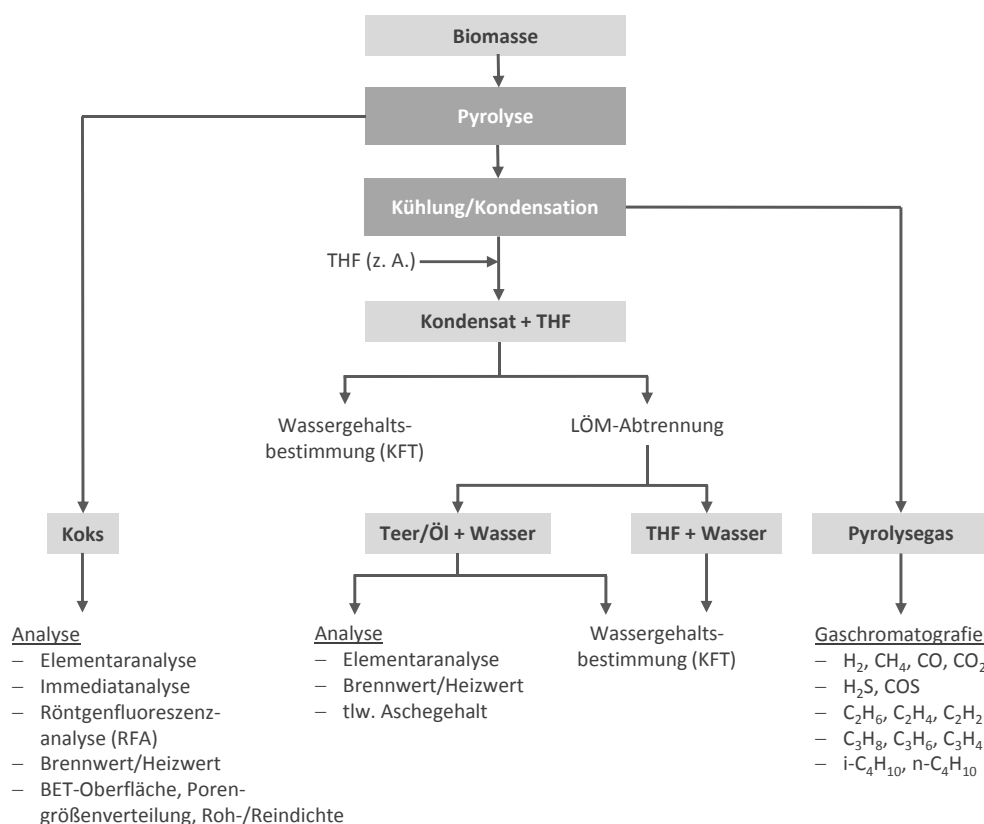 Biomasse
Pyrolyse
Kühlung/Kondensation
THF (z. A.)
Kondensat + THF
Wassergehalts-
bestimmung (KFT)
LÖM-Abtrennung
Koks
Teer/Öl + Wasser
THF + Wasser
Pyrolysegas
Analyse
– Elementaranalyse
– Immediatanalyse
– Röntgenfluoreszenz-
analyse (RFA)
– Brennwert/Heizwert
– BET-Oberfläche, Poren-
größenverteilung, Roh-/Reindichte
Analyse
– Elementaranalyse
– Brennwert/Heizwert
– tlw. Aschegehalt
Wassergehalts-
bestimmung (KFT)
Gaschromatografie
– H₂, CH₄, CO, CO₂
– H₂S, COS
– C₂H₆, C₂H₄, C₂H₂
– C₃H₈, C₃H₆, C₃H₄
– i-C₄H₁₀, n-C₄H₁₀